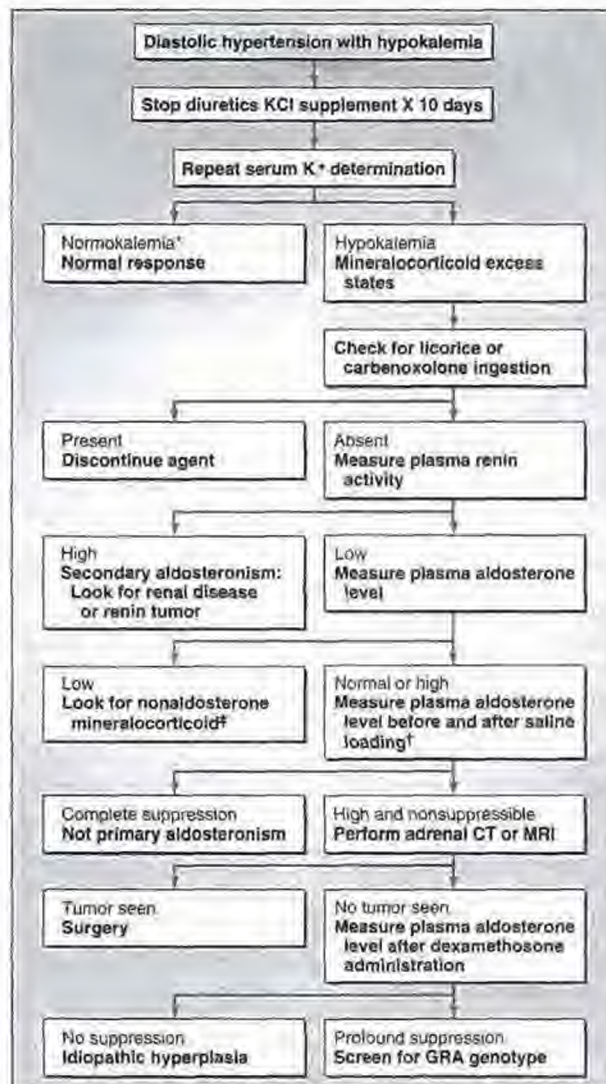 Diastolic hypertension with hypokalemia
Stop diuretics KCl supplement X 10 days
Repeat serum K+ determination
Normokalemia*
Normal response
Hypokalemia
Mineralocorticoid excess
states
Check for licorice or
carbenoxolone ingestion
Present
Discontinue agent
Absent
Measure plasma renin
activity
High
Secondary aldosteronism:
Look for renal disease
or renin tumor
Low
Measure plasma aldosterone
level
Low
Look for nonaldosterone
mineralocorticoid‡
Normal or high
Measure plasma aldosterone
level before and after saline
loading†
Complete suppression
Not primary aldosteronism
High and nonsuppressible
Perform adrenal CT or MRI
Tumor seen
Surgery
No tumor seen
Measure plasma aldosterone
level after dexamethosone
administration
No suppression
Idiopathic hyperplasia
Profound suppression
Screen for GRA genotype